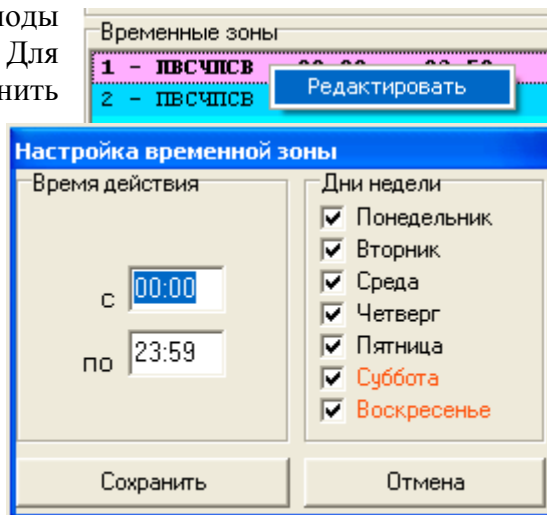 оды
Для
нить
Временные зоны
1 - ПВСЧПСВ
2 - ПВСЧПСВ
Редактировать
Настройка временной зоны
Время действия
с 00:00
по 23:59
Дни недели
Понедельник
Вторник
Среда
Четверг
Пятница
Суббота
Воскресенье
Сохранить
Отмена